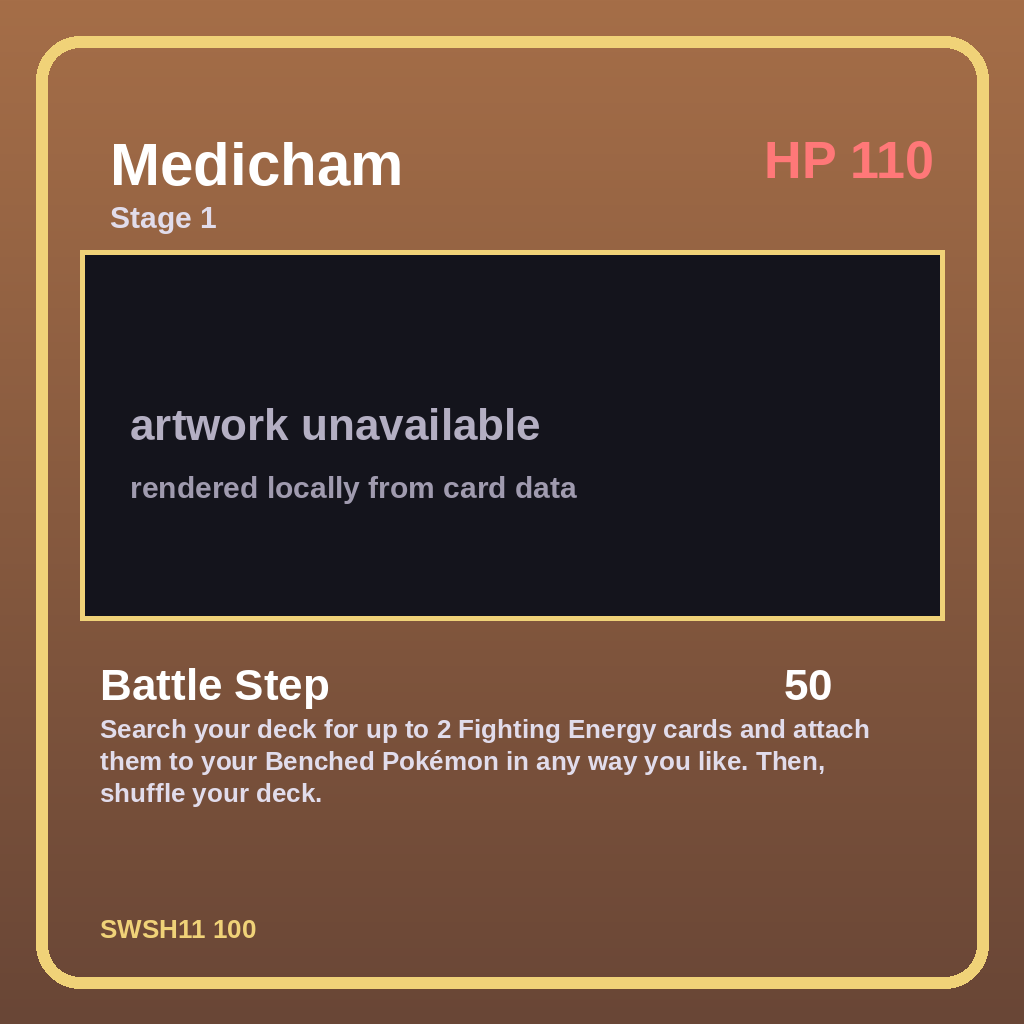 Medicham
HP 110
Stage 1
artwork unavailable
rendered locally from card data
Battle Step
50
Search your deck for up to 2 Fighting Energy cards and attach
them to your Benched Pokémon in any way you like. Then,
shuffle your deck.
SWSH11 100